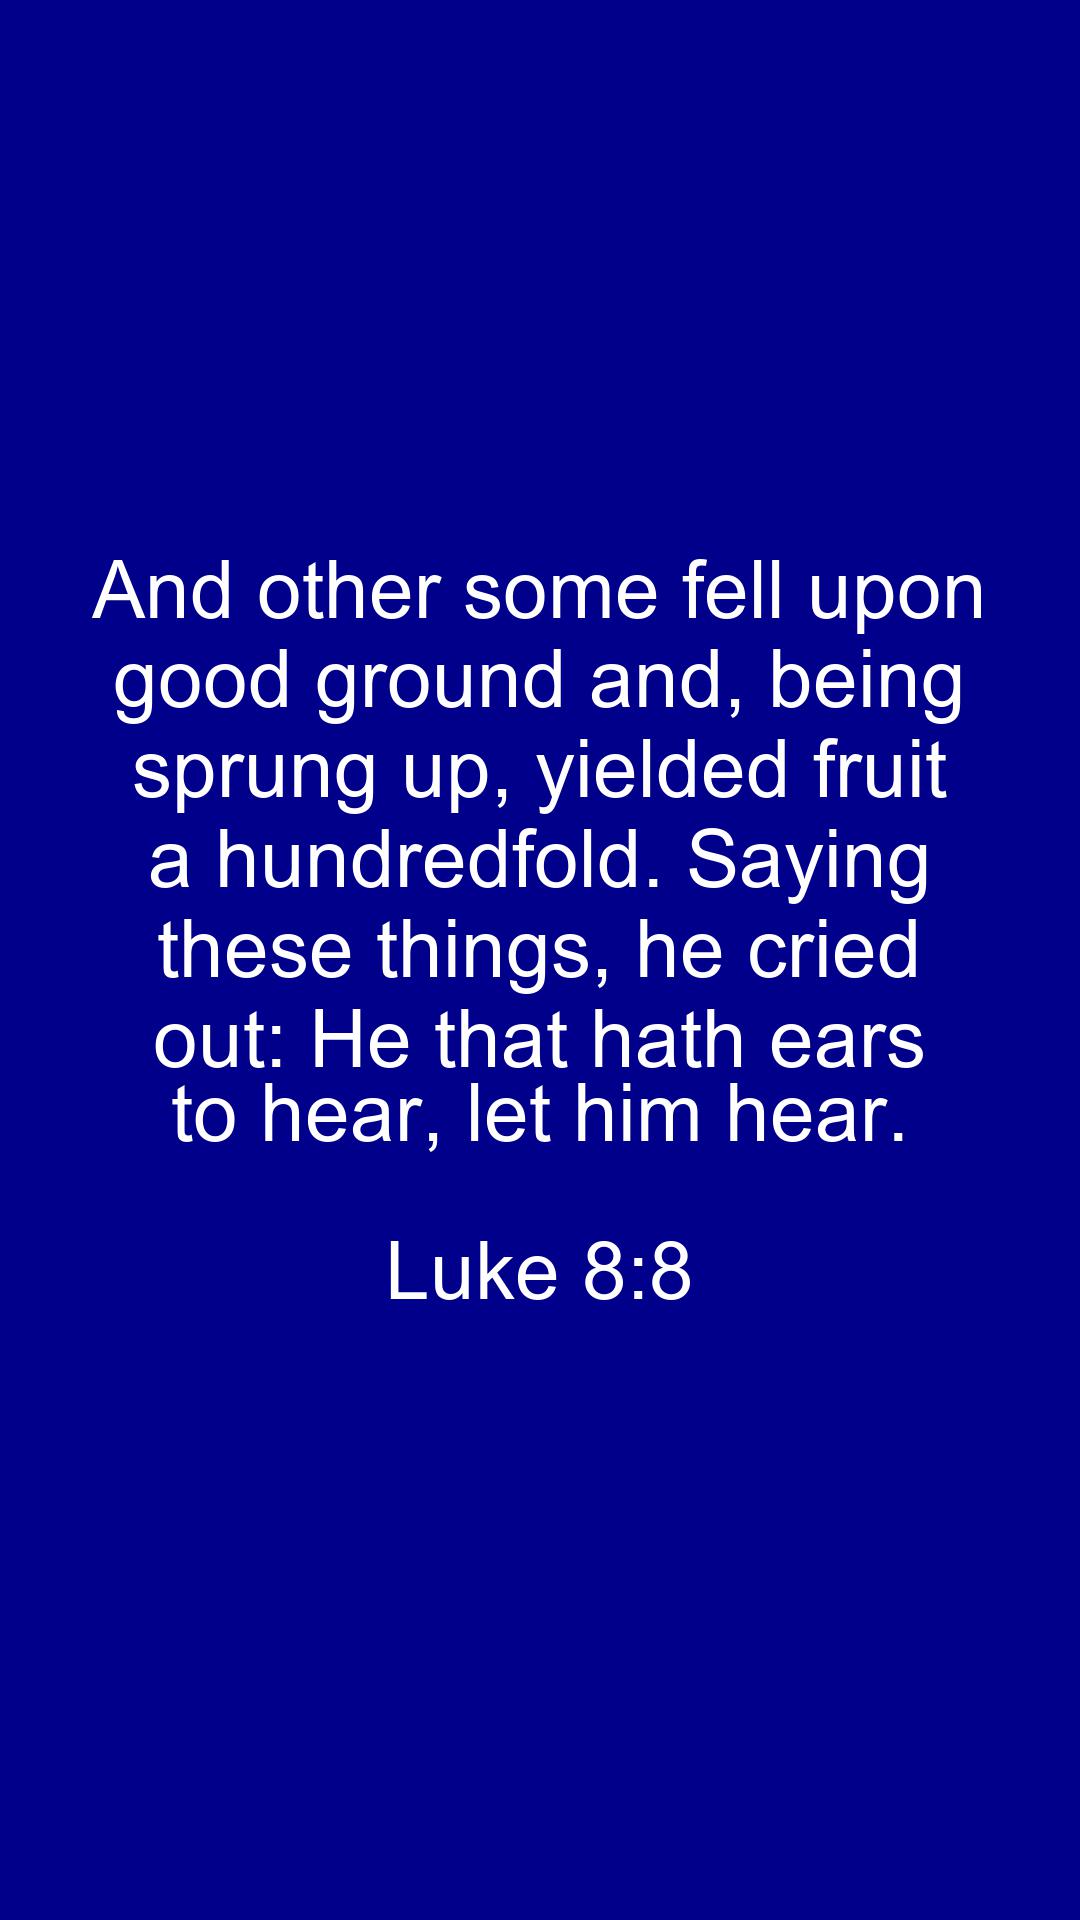 And other some fell upon
good ground and, being
sprung up, yielded fruit
a hundredfold. Saying
these things, he cried
out: He that hath ears
to hear, let him hear.
Luke 8:8